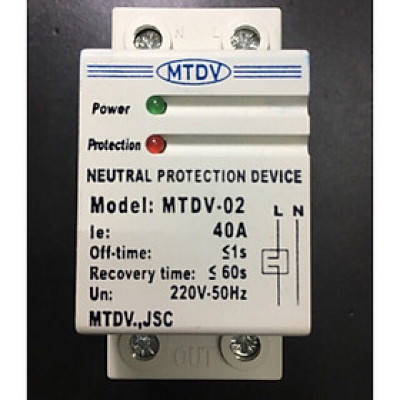 N L
MTDV
Power
Protection
NEUTRAL PROTECTION DEVICE
Model: MTDV-02
L N
Ie: 40A
Off-time: ≤1s
Recovery time: ≤ 60s
Un: 220V-50Hz
MTDV.,JSC
OUT